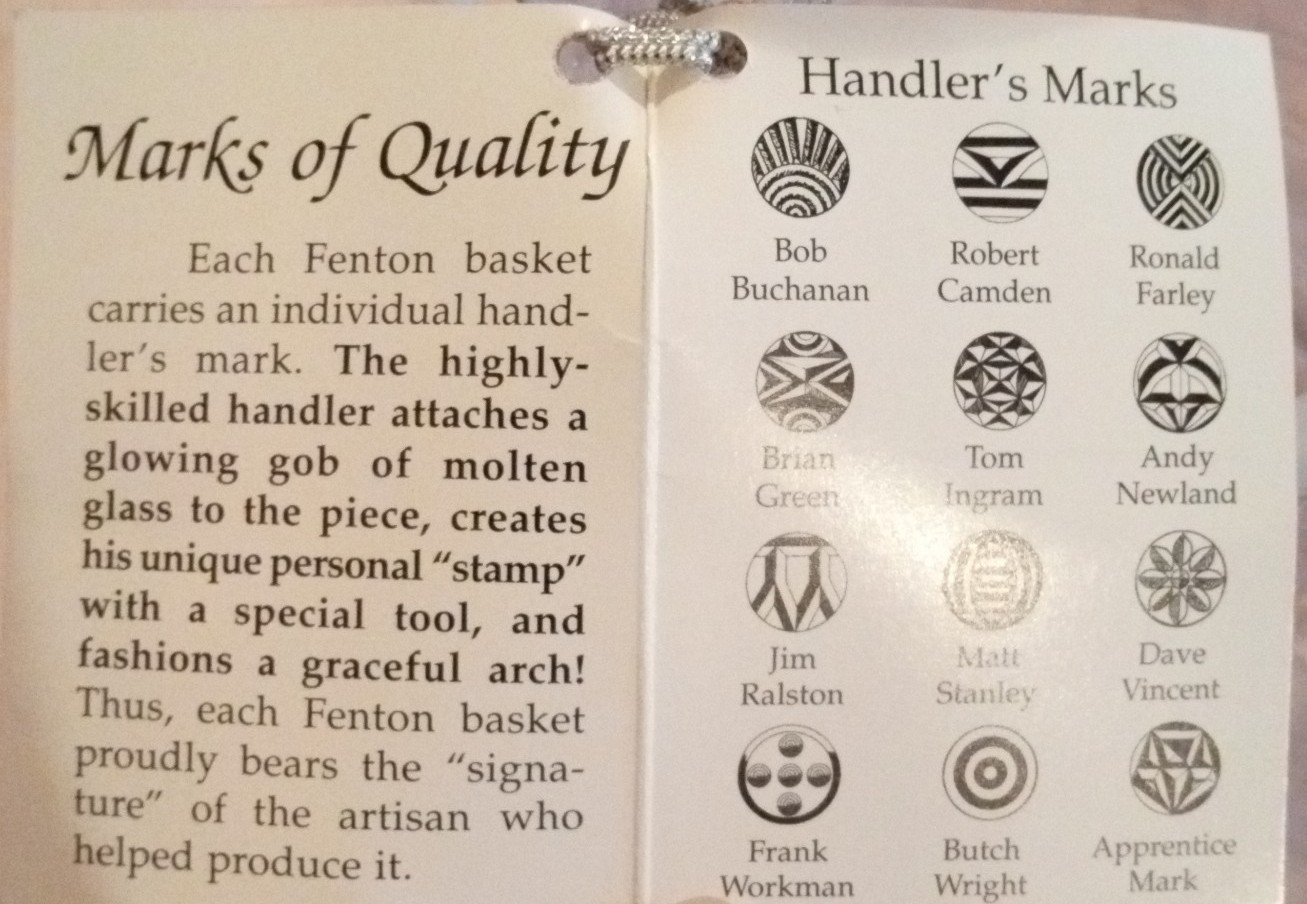 Marks of Quality
Each Fenton basket
carries an individual hand-
ler's mark. The highly-
skilled handler attaches a
glowing gob of molten
glass to the piece, creates
his unique personal "stamp"
with a special tool, and
fashions a graceful arch!
Thus, each Fenton basket
proudly bears the "signa-
ture" of the artisan who
helped produce it.
Handler's Marks
Bob
Buchanan
Robert
Camden
Ronald
Farley
Brian
Green
Tom
Ingram
Andy
Newland
Jim
Ralston
Matt
Stanley
Dave
Vincent
Frank
Workman
Butch
Wright
Apprentice
Mark